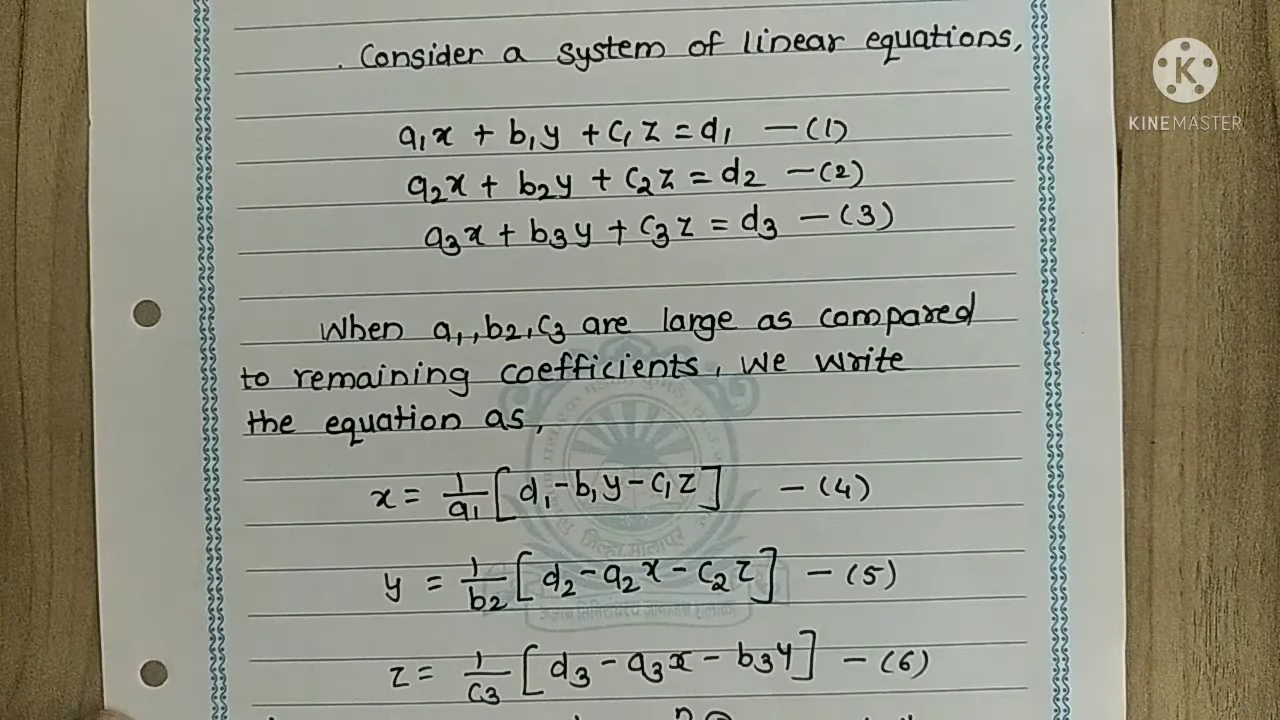 Consider a system of linear equations,
K
KINEMASTER
a₁x + b₁y + c₁z = d₁ —(1)
a₂x + b₂y + c₂z = d₂ —(2)
a₃x + b₃y + c₃z = d₃ —(3)
When a₁,,b₂,c₃ are large as compared
to remaining coefficients, we write
the equation as,
x = 1/a₁ [d₁-b₁y-c₁z] —(4)
y = 1/b₂ [d₂-a₂x-c₂z] —(5)
z = 1/c₃ [d₃-a₃x-b₃y] —(6)